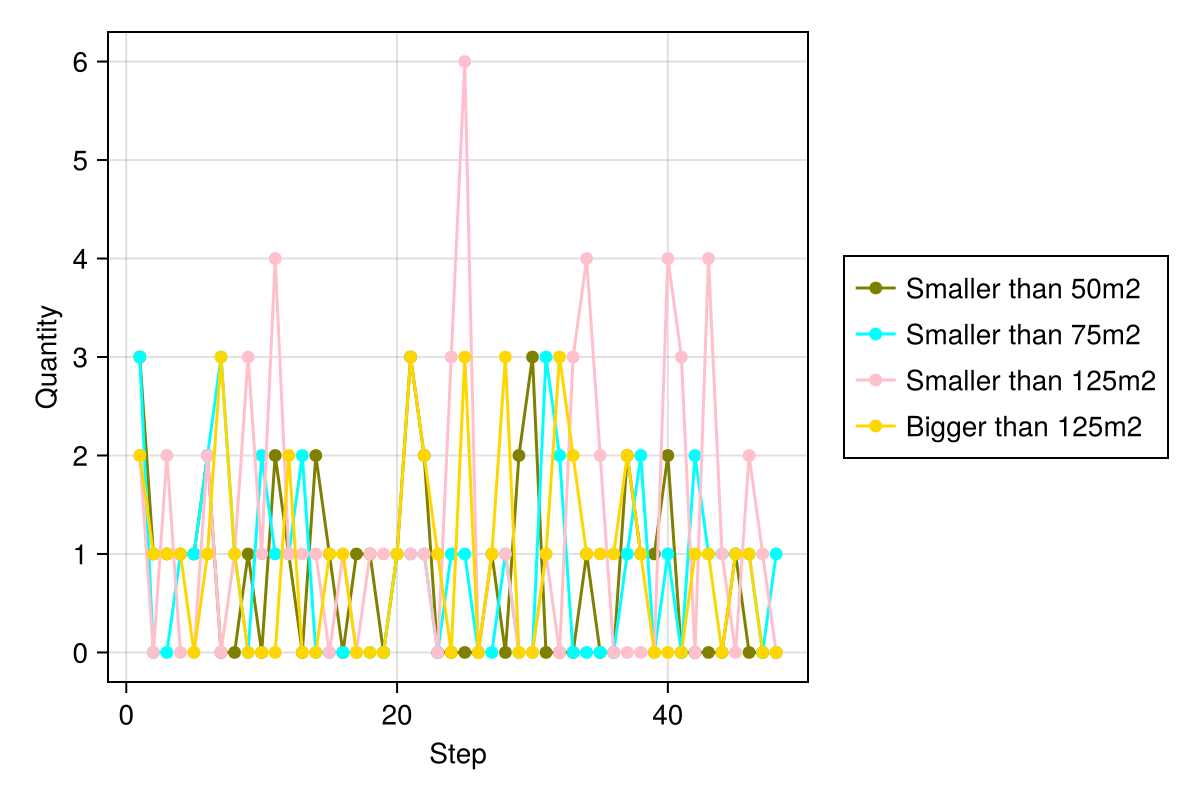 6
5
4
3
2
1
0
Quantity
0 20 40
Step
Smaller than 50m2
Smaller than 75m2
Smaller than 125m2
Bigger than 125m2